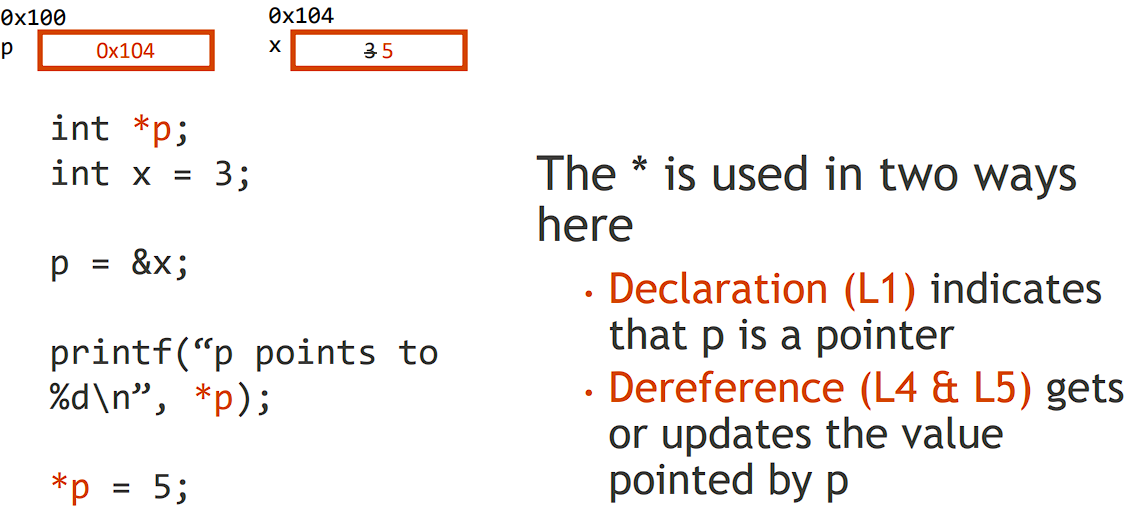 0x100 0x104
p 0x104 x 3 5
int *p;
int x = 3;
p = &x;
printf(“p points to
%d\n”, *p);
*p = 5;
The * is used in two ways
here
• Declaration (L1) indicates
that p is a pointer
• Dereference (L4 & L5) gets
or updates the value
pointed by p